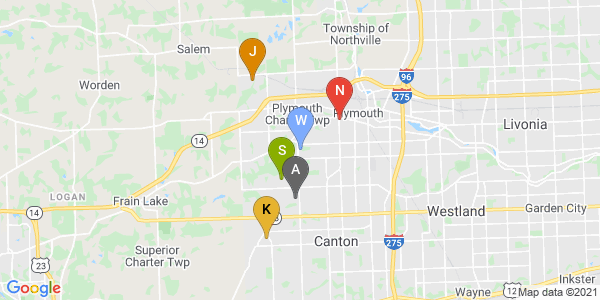 Township of
Northville
Salem
J
96
Worden
N
275
Plymouth
Charter Twp
Plymouth
W
Livonia
14
S
A
LOGAN
Frain Lake
K
14
Westland
Garden City
Superior
Charter Twp
Canton
275
23
Inkster
Wayne
12
Google
Map data ©2021